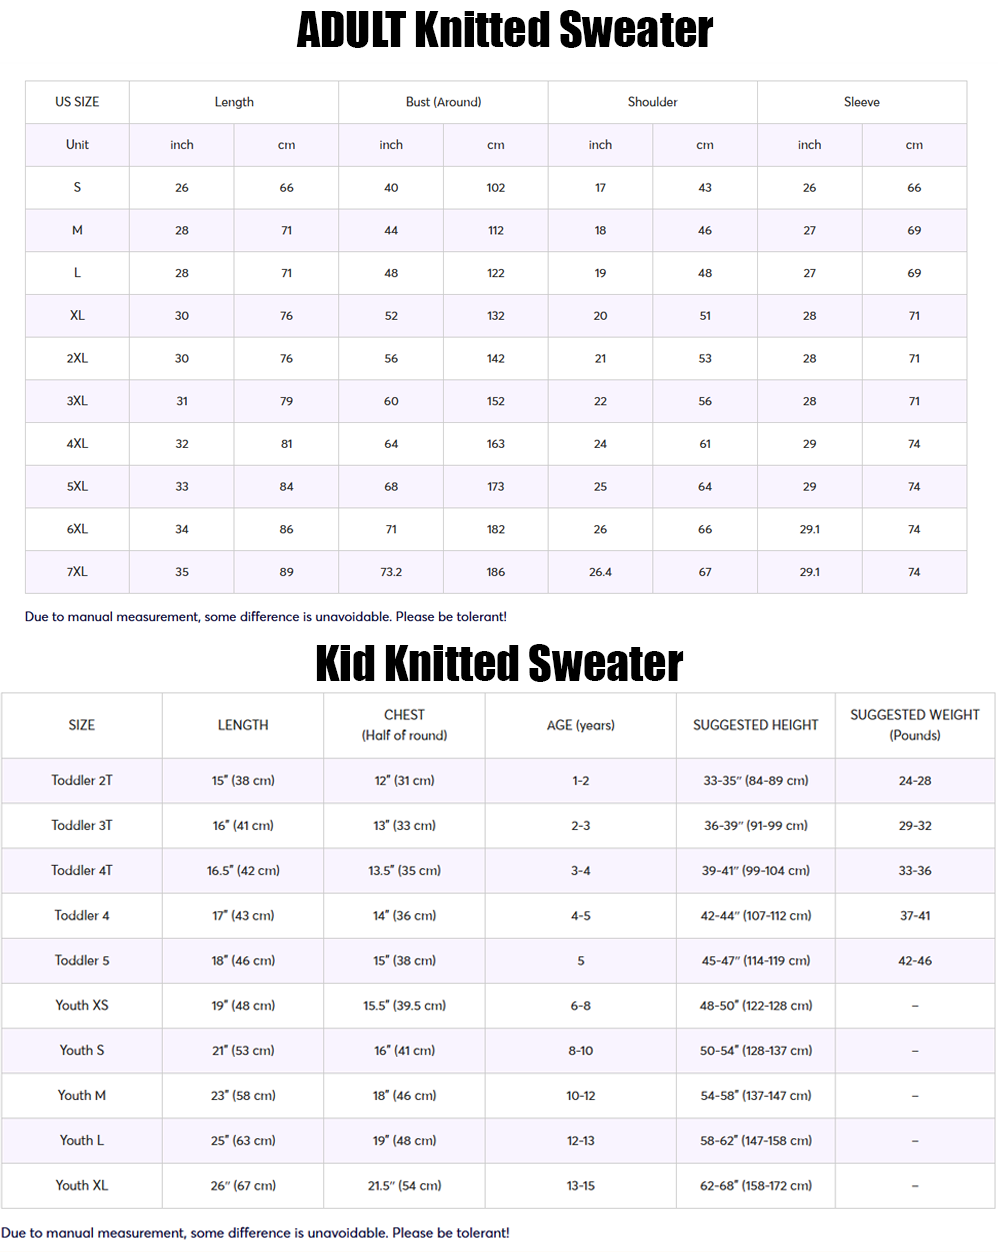 ADULT Knitted Sweater
US SIZE Length Bust (Around) Shoulder Sleeve
Unit inch cm inch cm inch cm inch cm
S 26 66 40 102 17 43 26 66
M 28 71 44 112 18 46 27 69
L 28 71 48 122 19 48 27 69
XL 30 76 52 132 20 51 28 71
2XL 30 76 56 142 21 53 28 71
3XL 31 79 60 152 22 56 28 71
4XL 32 81 64 163 24 61 29 74
5XL 33 84 68 173 25 64 29 74
6XL 34 86 71 182 26 66 29.1 74
7XL 35 89 73.2 186 26.4 67 29.1 74
Due to manual measurement, some difference is unavoidable. Please be tolerant!
Kid Knitted Sweater
SIZE LENGTH CHEST (Half of round) AGE (years) SUGGESTED HEIGHT SUGGESTED WEIGHT (Pounds)
Toddler 2T 15″ (38 cm) 12″ (31 cm) 1-2 33-35″ (84-89 cm) 24-28
Toddler 3T 16″ (41 cm) 13″ (33 cm) 2-3 36-39″ (91-99 cm) 29-32
Toddler 4T 16.5″ (42 cm) 13.5″ (35 cm) 3-4 39-41″ (99-104 cm) 33-36
Toddler 4 17″ (43 cm) 14″ (36 cm) 4-5 42-44″ (107-112 cm) 37-41
Toddler 5 18″ (46 cm) 15″ (38 cm) 5 45-47″ (114-119 cm) 42-46
Youth XS 19″ (48 cm) 15.5″ (39.5 cm) 6-8 48-50″ (122-128 cm) –
Youth S 21″ (53 cm) 16″ (41 cm) 8-10 50-54″ (128-137 cm) –
Youth M 23″ (58 cm) 18″ (46 cm) 10-12 54-58″ (137-147 cm) –
Youth L 25″ (63 cm) 19″ (48 cm) 12-13 58-62″ (147-158 cm) –
Youth XL 26″ (67 cm) 21.5″ (54 cm) 13-15 62-68″ (158-172 cm) –
Due to manual measurement, some difference is unavoidable. Please be tolerant!